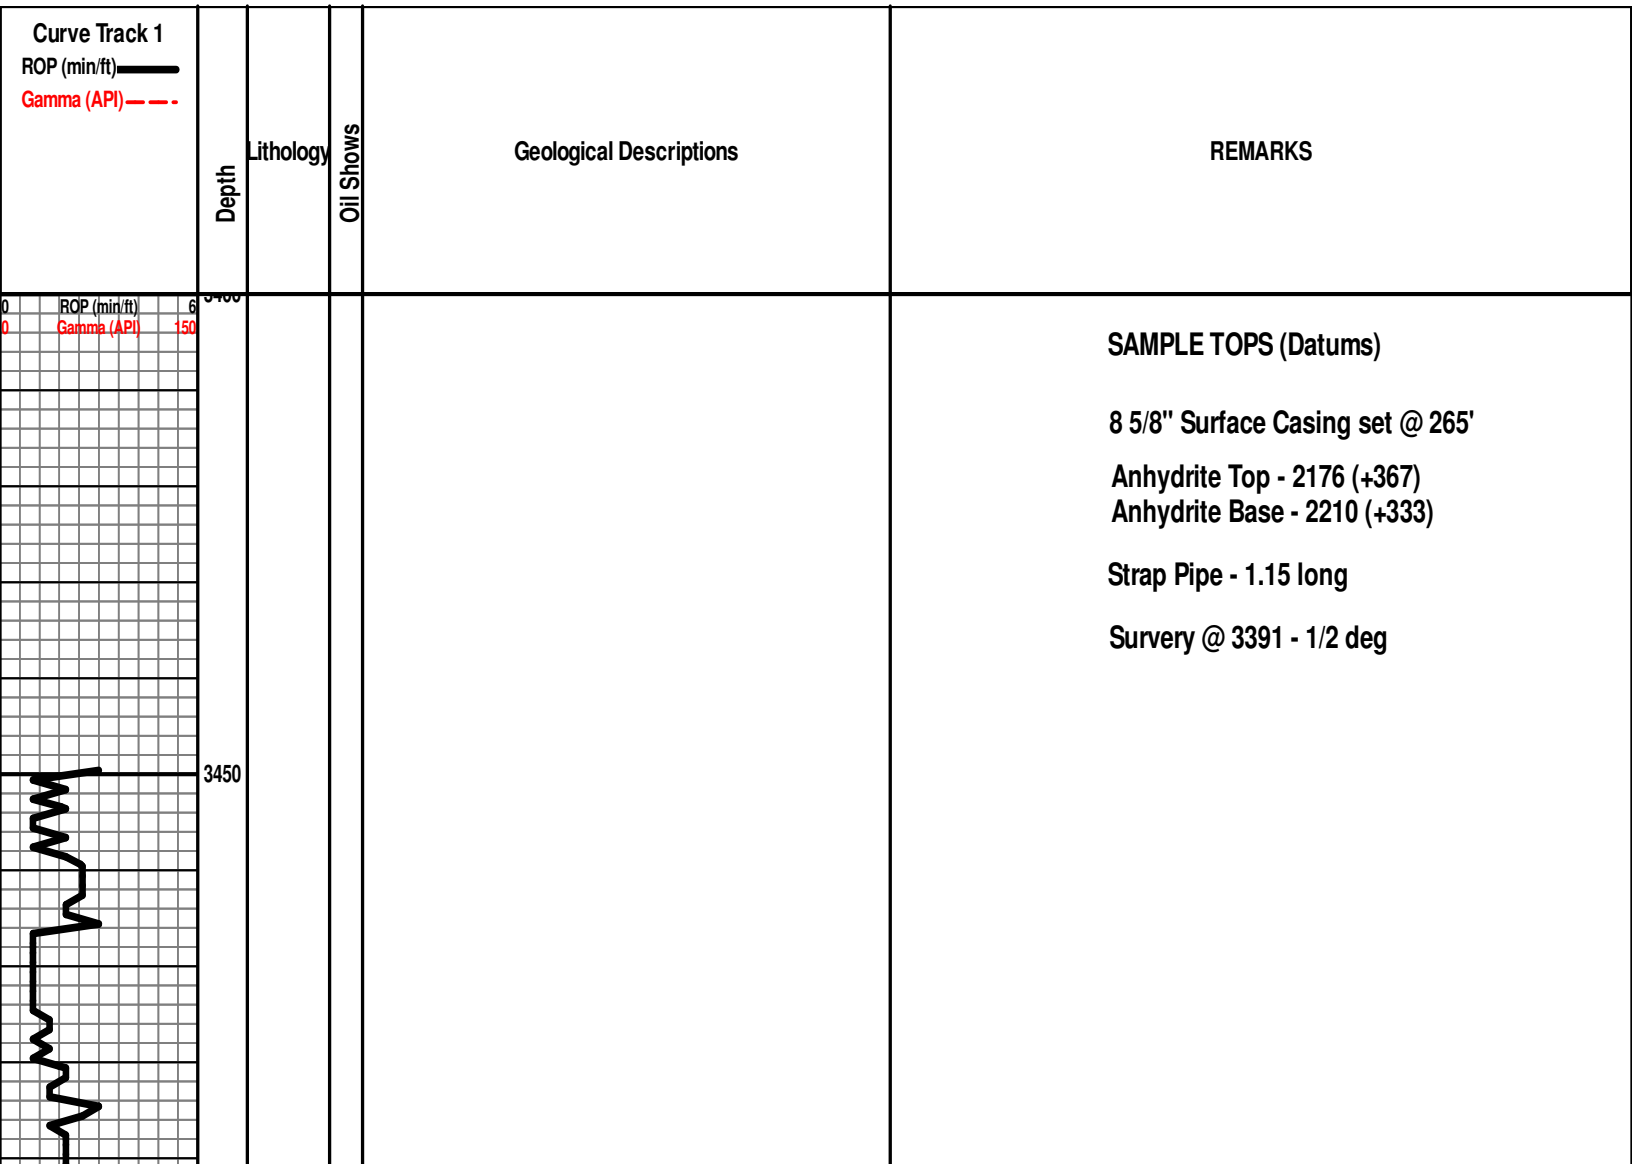 Curve Track 1
ROP (min/ft)
Gamma (API)
Depth
Lithology
Oil Shows
Geological Descriptions
REMARKS
0 ROP (min/ft) 6
0 Gamma (API) 150
3450
SAMPLE TOPS (Datums)
8 5/8" Surface Casing set @ 265'
Anhydrite Top - 2176 (+367)
Anhydrite Base - 2210 (+333)
Strap Pipe - 1.15 long
Survery @ 3391 - 1/2 deg